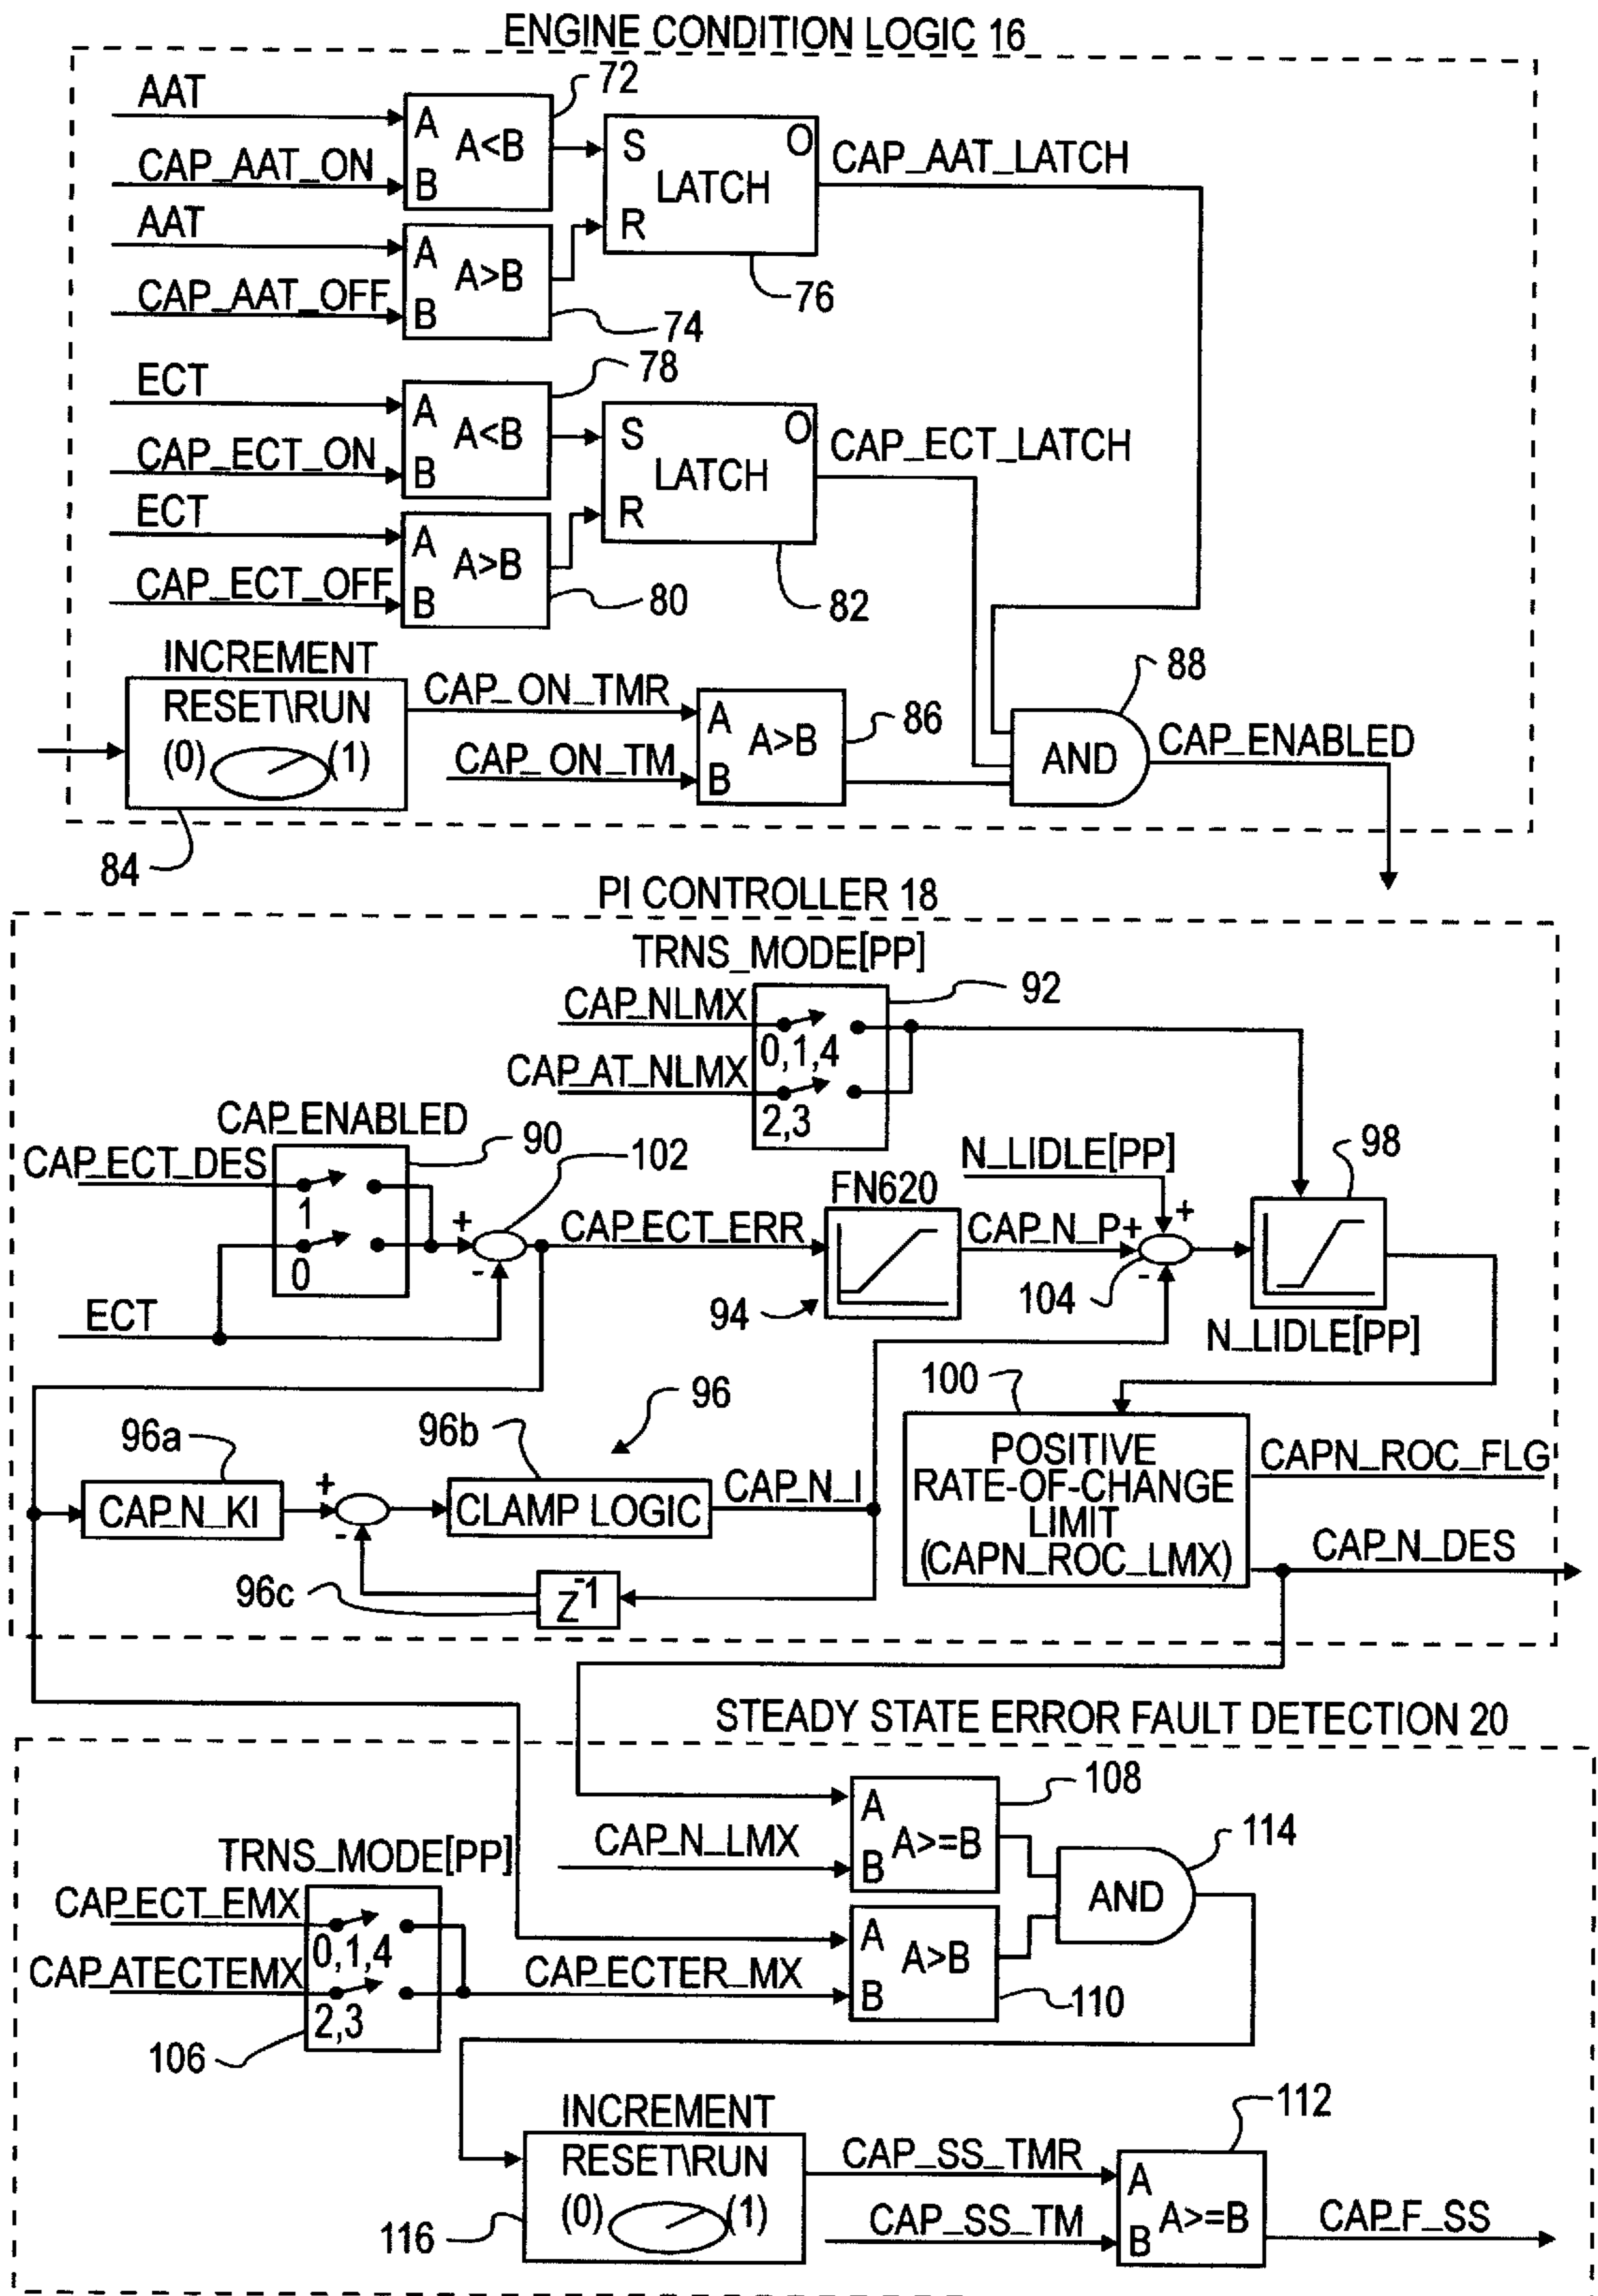 ENGINE CONDITION LOGIC 16
AAT
CAP_AAT_ON
A
B
A<B
72
AAT
CAP_AAT_OFF
A
B
A>B
74
S
R
LATCH
O
76
CAP_AAT_LATCH
ECT
CAP_ECT_ON
A
B
A<B
78
ECT
CAP_ECT_OFF
A
B
A>B
80
S
R
LATCH
O
82
CAP_ECT_LATCH
INCREMENT
RESET\RUN
(0)
(1)
84
CAP_ON_TMR
CAP_ON_TM
A
B
A>B
86
AND
88
CAP_ENABLED
PI CONTROLLER 18
TRNS_MODE[PP]
CAP_NLMX
0,1,4
CAP_AT_NLMX
2,3
92
CAP_ENABLED
CAP_ECT_DES
1
0
90
ECT
+
-
102
CAP_ECT_ERR
FN620
94
CAP_N_P+
N_LIDLE[PP]
+
-
104
98
N_LIDLE[PP]
96
96a
CAP_N_KI
+
-
96b
CLAMP LOGIC
CAP_N_I
96c
Z-1
100
POSITIVE
RATE-OF-CHANGE
LIMIT
(CAPN_ROC_LMX)
CAPN_ROC_FLG
CAP_N_DES
STEADY STATE ERROR FAULT DETECTION 20
CAP_N_LMX
A
B
A>=B
108
TRNS_MODE[PP]
CAP_ECT_EMX
0,1,4
CAP_ATECTEMX
2,3
106
CAP_ECTER_MX
A
B
A>B
110
AND
114
INCREMENT
RESET\RUN
(0)
(1)
116
CAP_SS_TMR
CAP_SS_TM
A
B
A>=B
112
CAP_F_SS